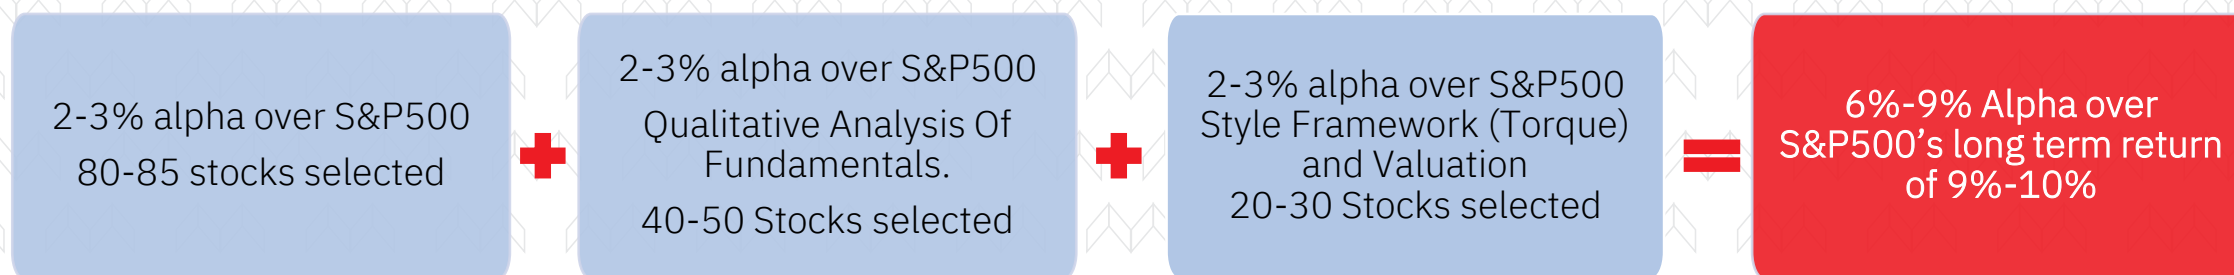 2-3% alpha over S&P500
80-85 stocks selected
2-3% alpha over S&P500
Qualitative Analysis Of
Fundamentals.
40-50 Stocks selected
2-3% alpha over S&P500
Style Framework (Torque)
and Valuation
20-30 Stocks selected
6%-9% Alpha over
S&P500’s long term return
of 9%-10%